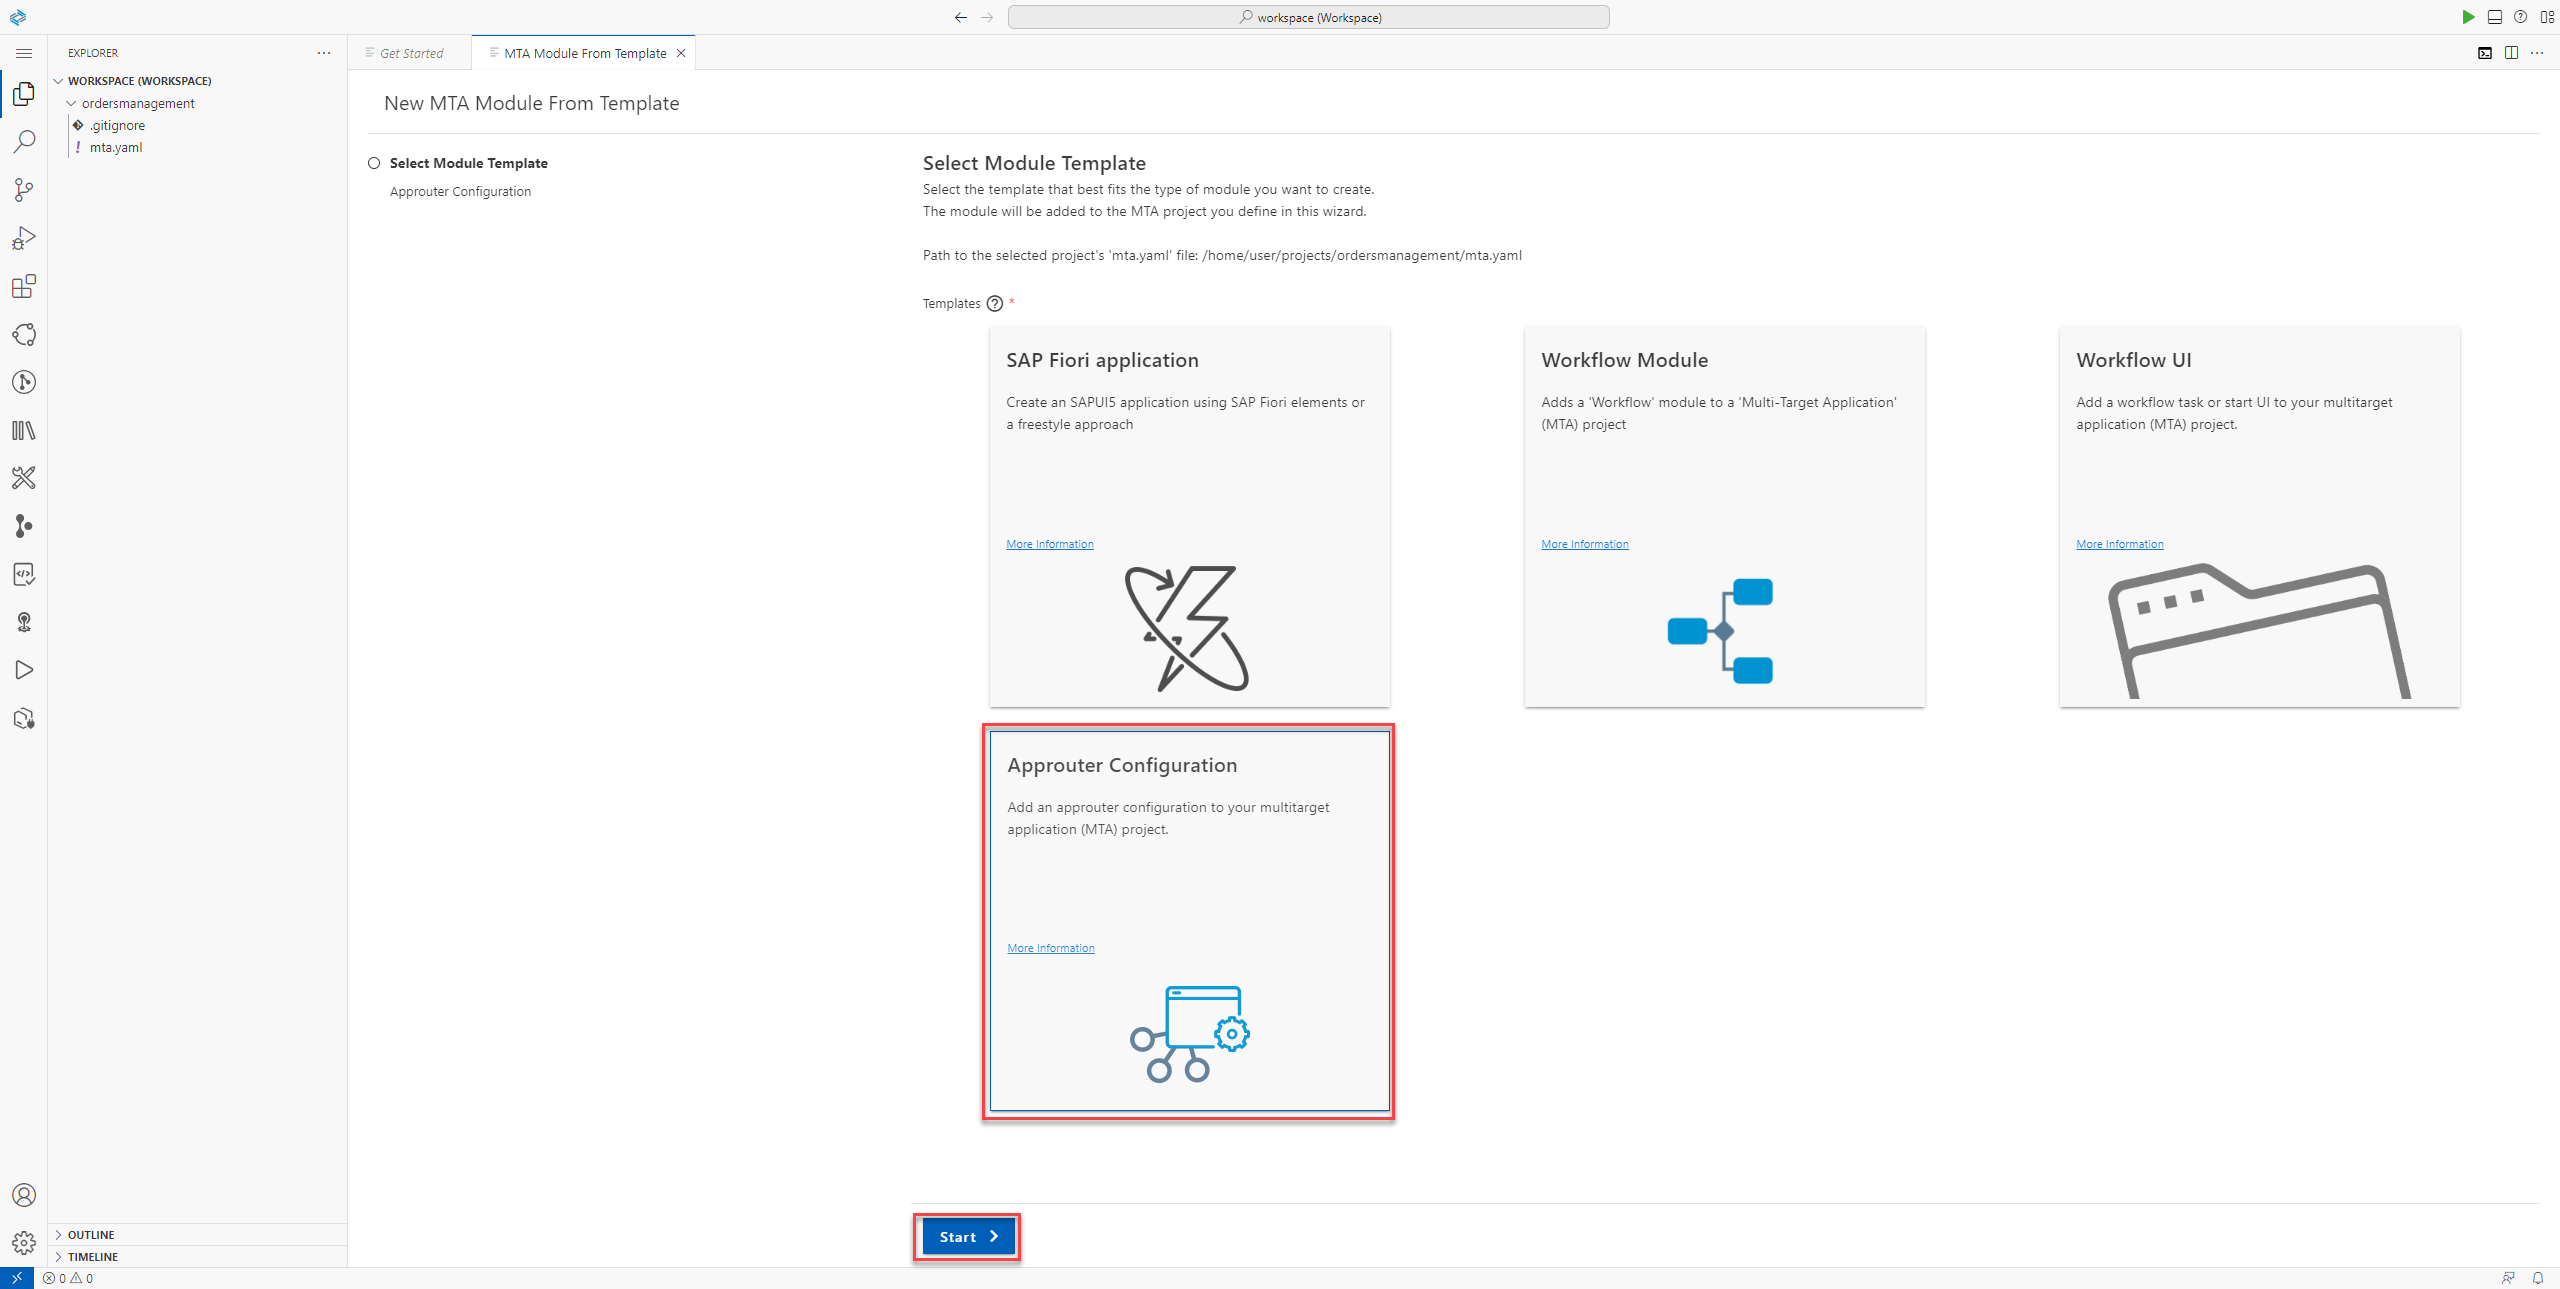 workspace (Workspace)
EXPLORER
WORKSPACE (WORKSPACE)
ordersmanagement
.gitignore
! mta.yaml
OUTLINE
TIMELINE
Get Started
MTA Module From Template
New MTA Module From Template
Select Module Template
Approuter Configuration
Select Module Template
Select the template that best fits the type of module you want to create.
The module will be added to the MTA project you define in this wizard.
Path to the selected project's 'mta.yaml' file: /home/user/projects/ordersmanagement/mta.yaml
Templates ? *
SAP Fiori application
Create an SAPUI5 application using SAP Fiori elements or
a freestyle approach
More Information
Workflow Module
Adds a 'Workflow' module to a 'Multi-Target Application'
(MTA) project
More Information
Workflow UI
Add a workflow task or start UI to your multitarget
application (MTA) project.
More Information
Approuter Configuration
Add an approuter configuration to your multitarget
application (MTA) project.
More Information
Start
0 0